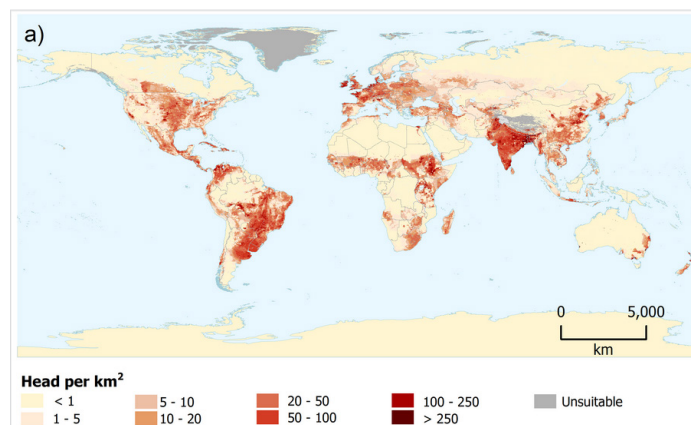 a)
0 5,000
km
Head per km²
< 1 5 - 10 20 - 50 100 - 250 Unsuitable
1 - 5 10 - 20 50 - 100 > 250